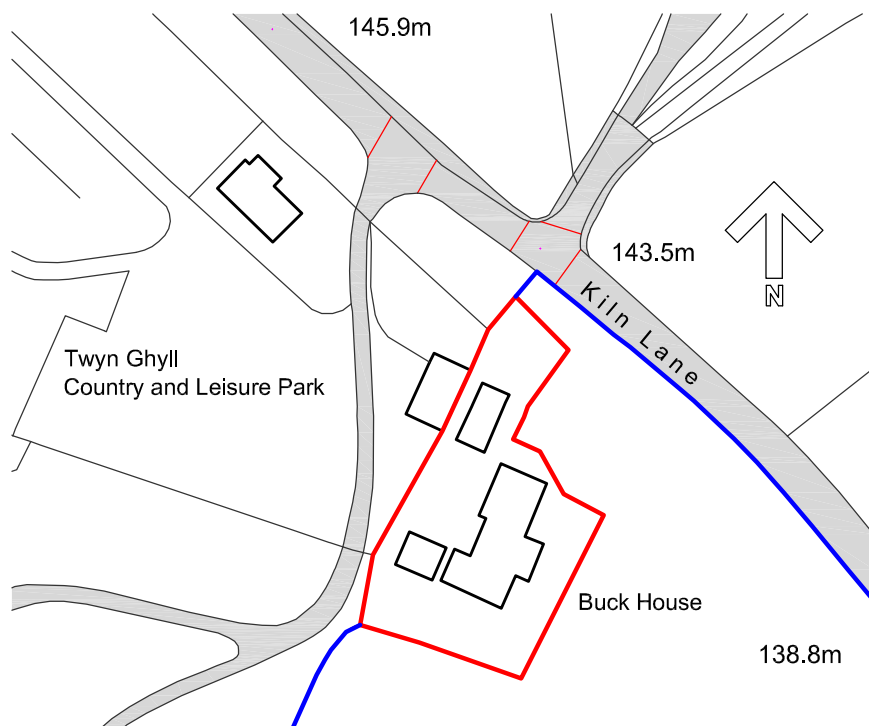 145.9m
143.5m
Kiln Lane
N
Twyn Ghyll
Country and Leisure Park
Buck House
138.8m